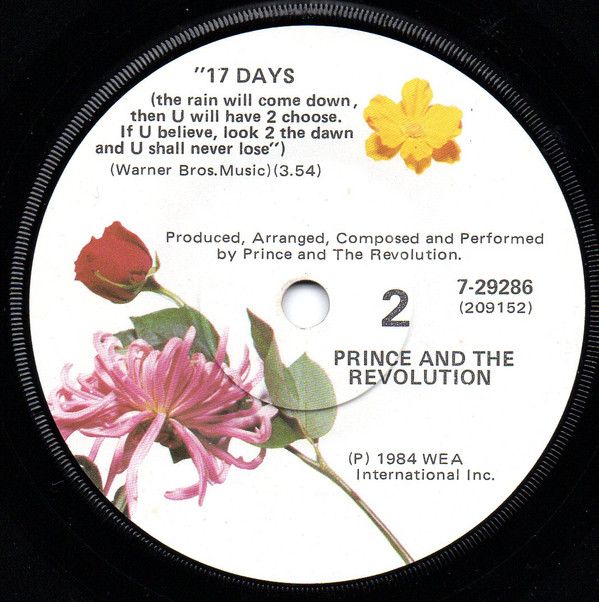 "17 DAYS
(the rain will come down,
then U will have 2 choose.
If U believe, look 2 the dawn
and U shall never lose")
(Warner Bros.Music)(3.54)
Produced, Arranged, Composed and Performed
by Prince and The Revolution.
7-29286
2
(209152)
PRINCE AND THE
REVOLUTION
(P) 1984 WEA
International Inc.